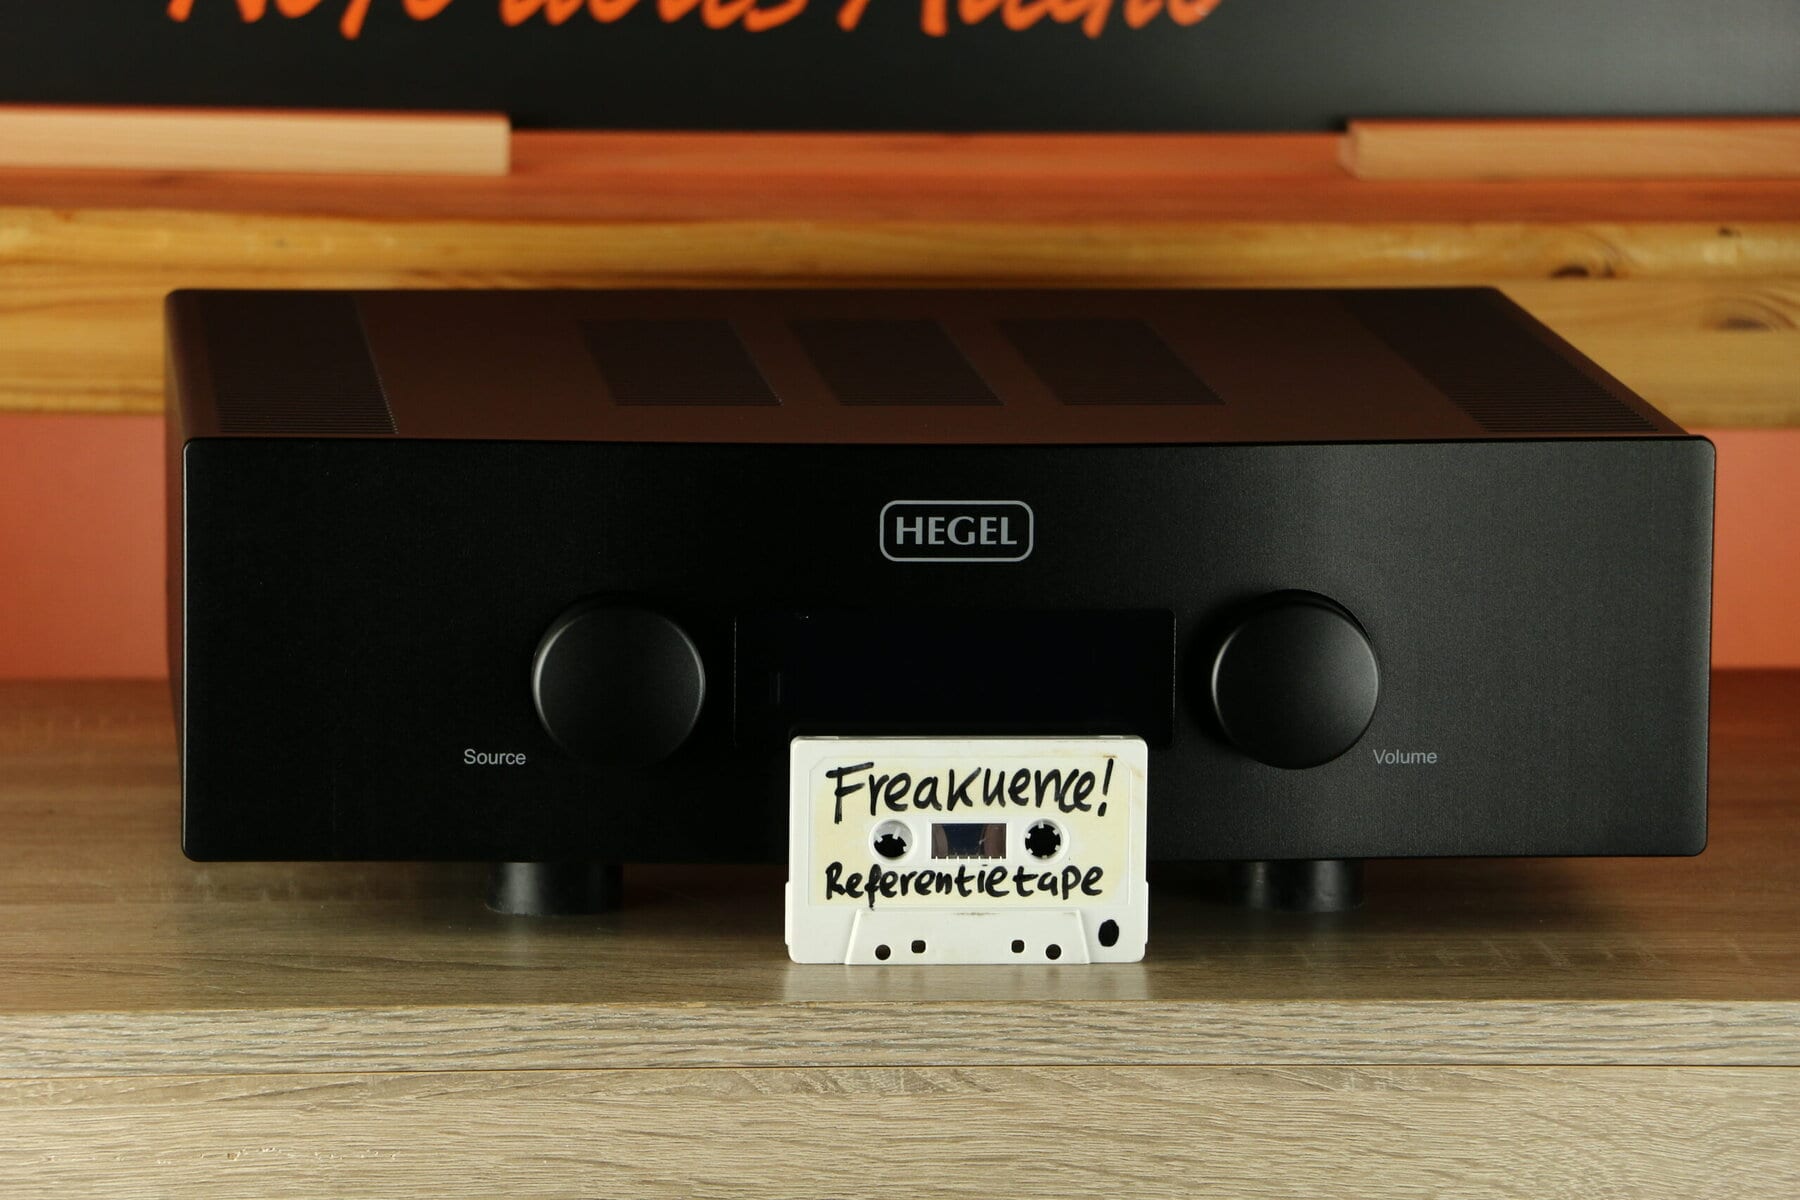 HEGEL
Source
Volume
Freakuence!
Referentietape